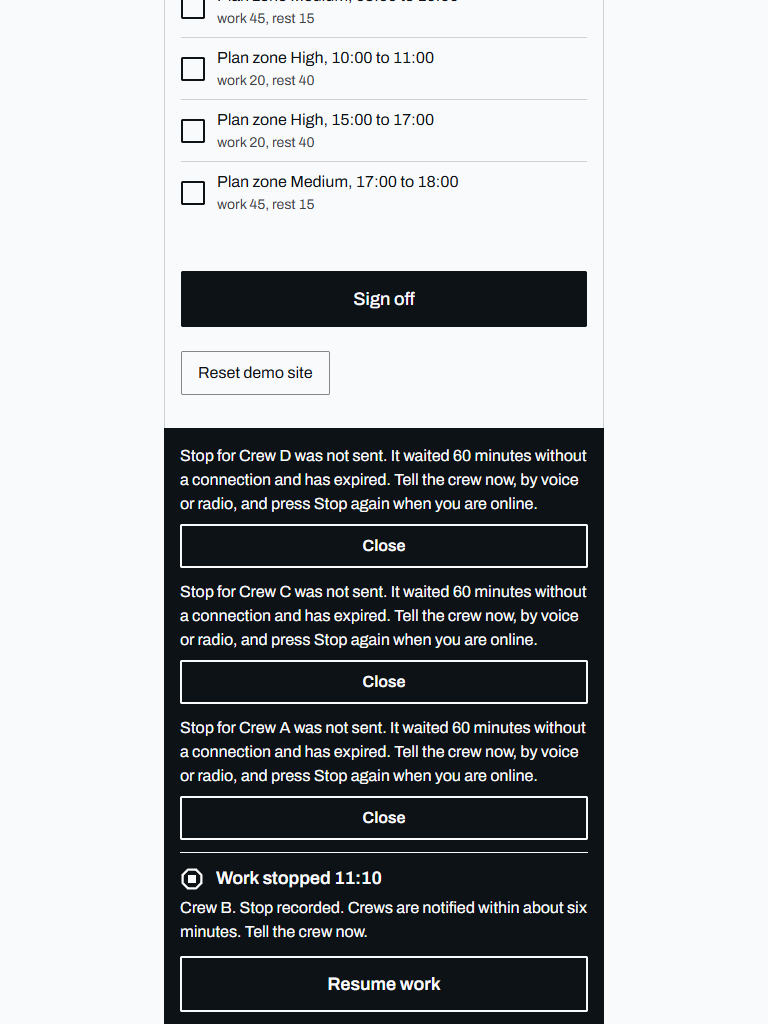 work 45, rest 15
Plan zone High, 10:00 to 11:00
work 20, rest 40
Plan zone High, 15:00 to 17:00
work 20, rest 40
Plan zone Medium, 17:00 to 18:00
work 45, rest 15
Sign off
Reset demo site
Stop for Crew D was not sent. It waited 60 minutes without
a connection and has expired. Tell the crew now, by voice
or radio, and press Stop again when you are online.
Close
Stop for Crew C was not sent. It waited 60 minutes without
a connection and has expired. Tell the crew now, by voice
or radio, and press Stop again when you are online.
Close
Stop for Crew A was not sent. It waited 60 minutes without
a connection and has expired. Tell the crew now, by voice
or radio, and press Stop again when you are online.
Close
Work stopped 11:10
Crew B. Stop recorded. Crews are notified within about six
minutes. Tell the crew now.
Resume work